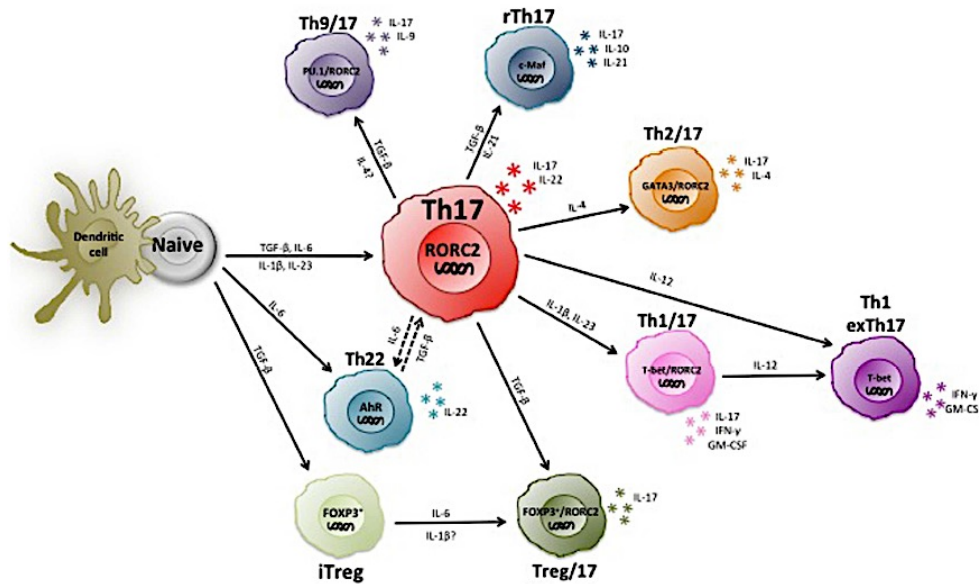 Th9/17
IL-17
IL-9
PU.1/RORC2
rTh17
IL-17
IL-10
IL-21
c-Maf
TGF-β
IL-4?
TGF-β
IL-21
Th2/17
IL-17
IL-4
GATA3/RORC2
IL-17
IL-22
Th17
RORC2
IL-4
Dendritic
cell
Naive
TGF-β, IL-6
IL-1β, IL-23
IL-12
IL-6
IL-1β, IL-23
Th1
exTh17
TGF-β
IL-6
TGF-β
Th22
AhR
IL-22
TGF-β
Th1/17
T-bet/RORC2
IL-12
T-bet
IFN-γ
GM-CS
IL-17
IFN-γ
GM-CSF
FOXP3⁺
iTreg
IL-6
IL-1β?
FOXP3⁺/RORC2
IL-17
Treg/17